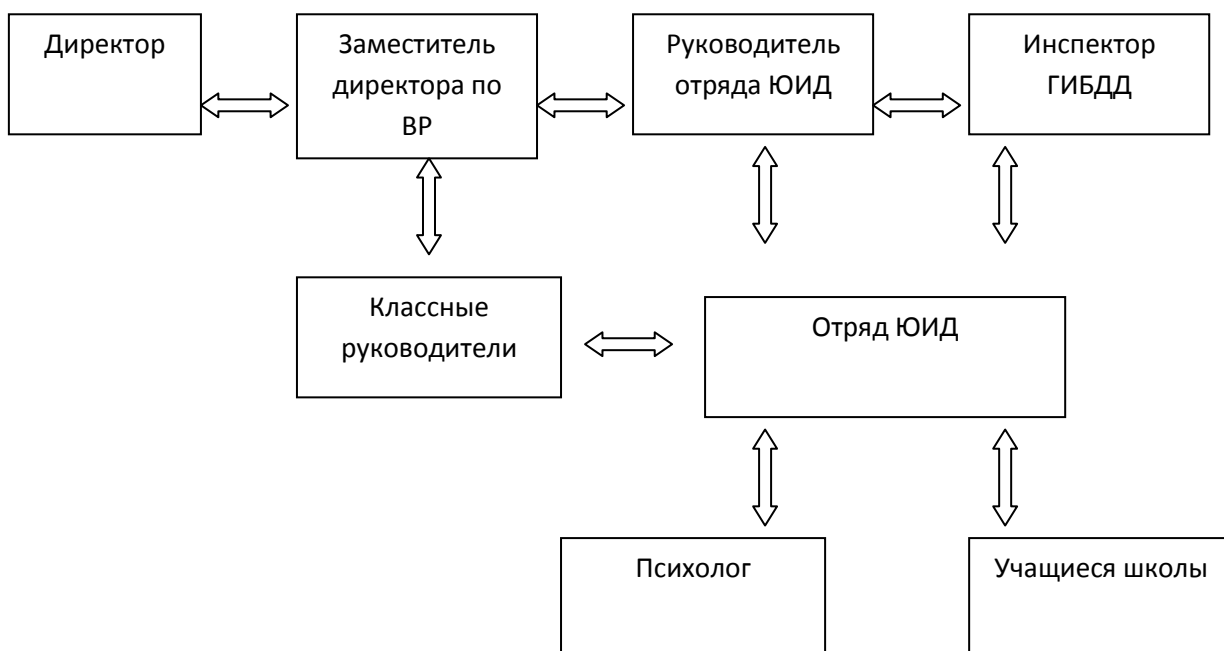 Директор
Заместитель
директора по
ВР
Руководитель
отряда ЮИД
Инспектор
ГИБДД
Классные
руководители
Отряд ЮИД
Психолог
Учащиеся школы